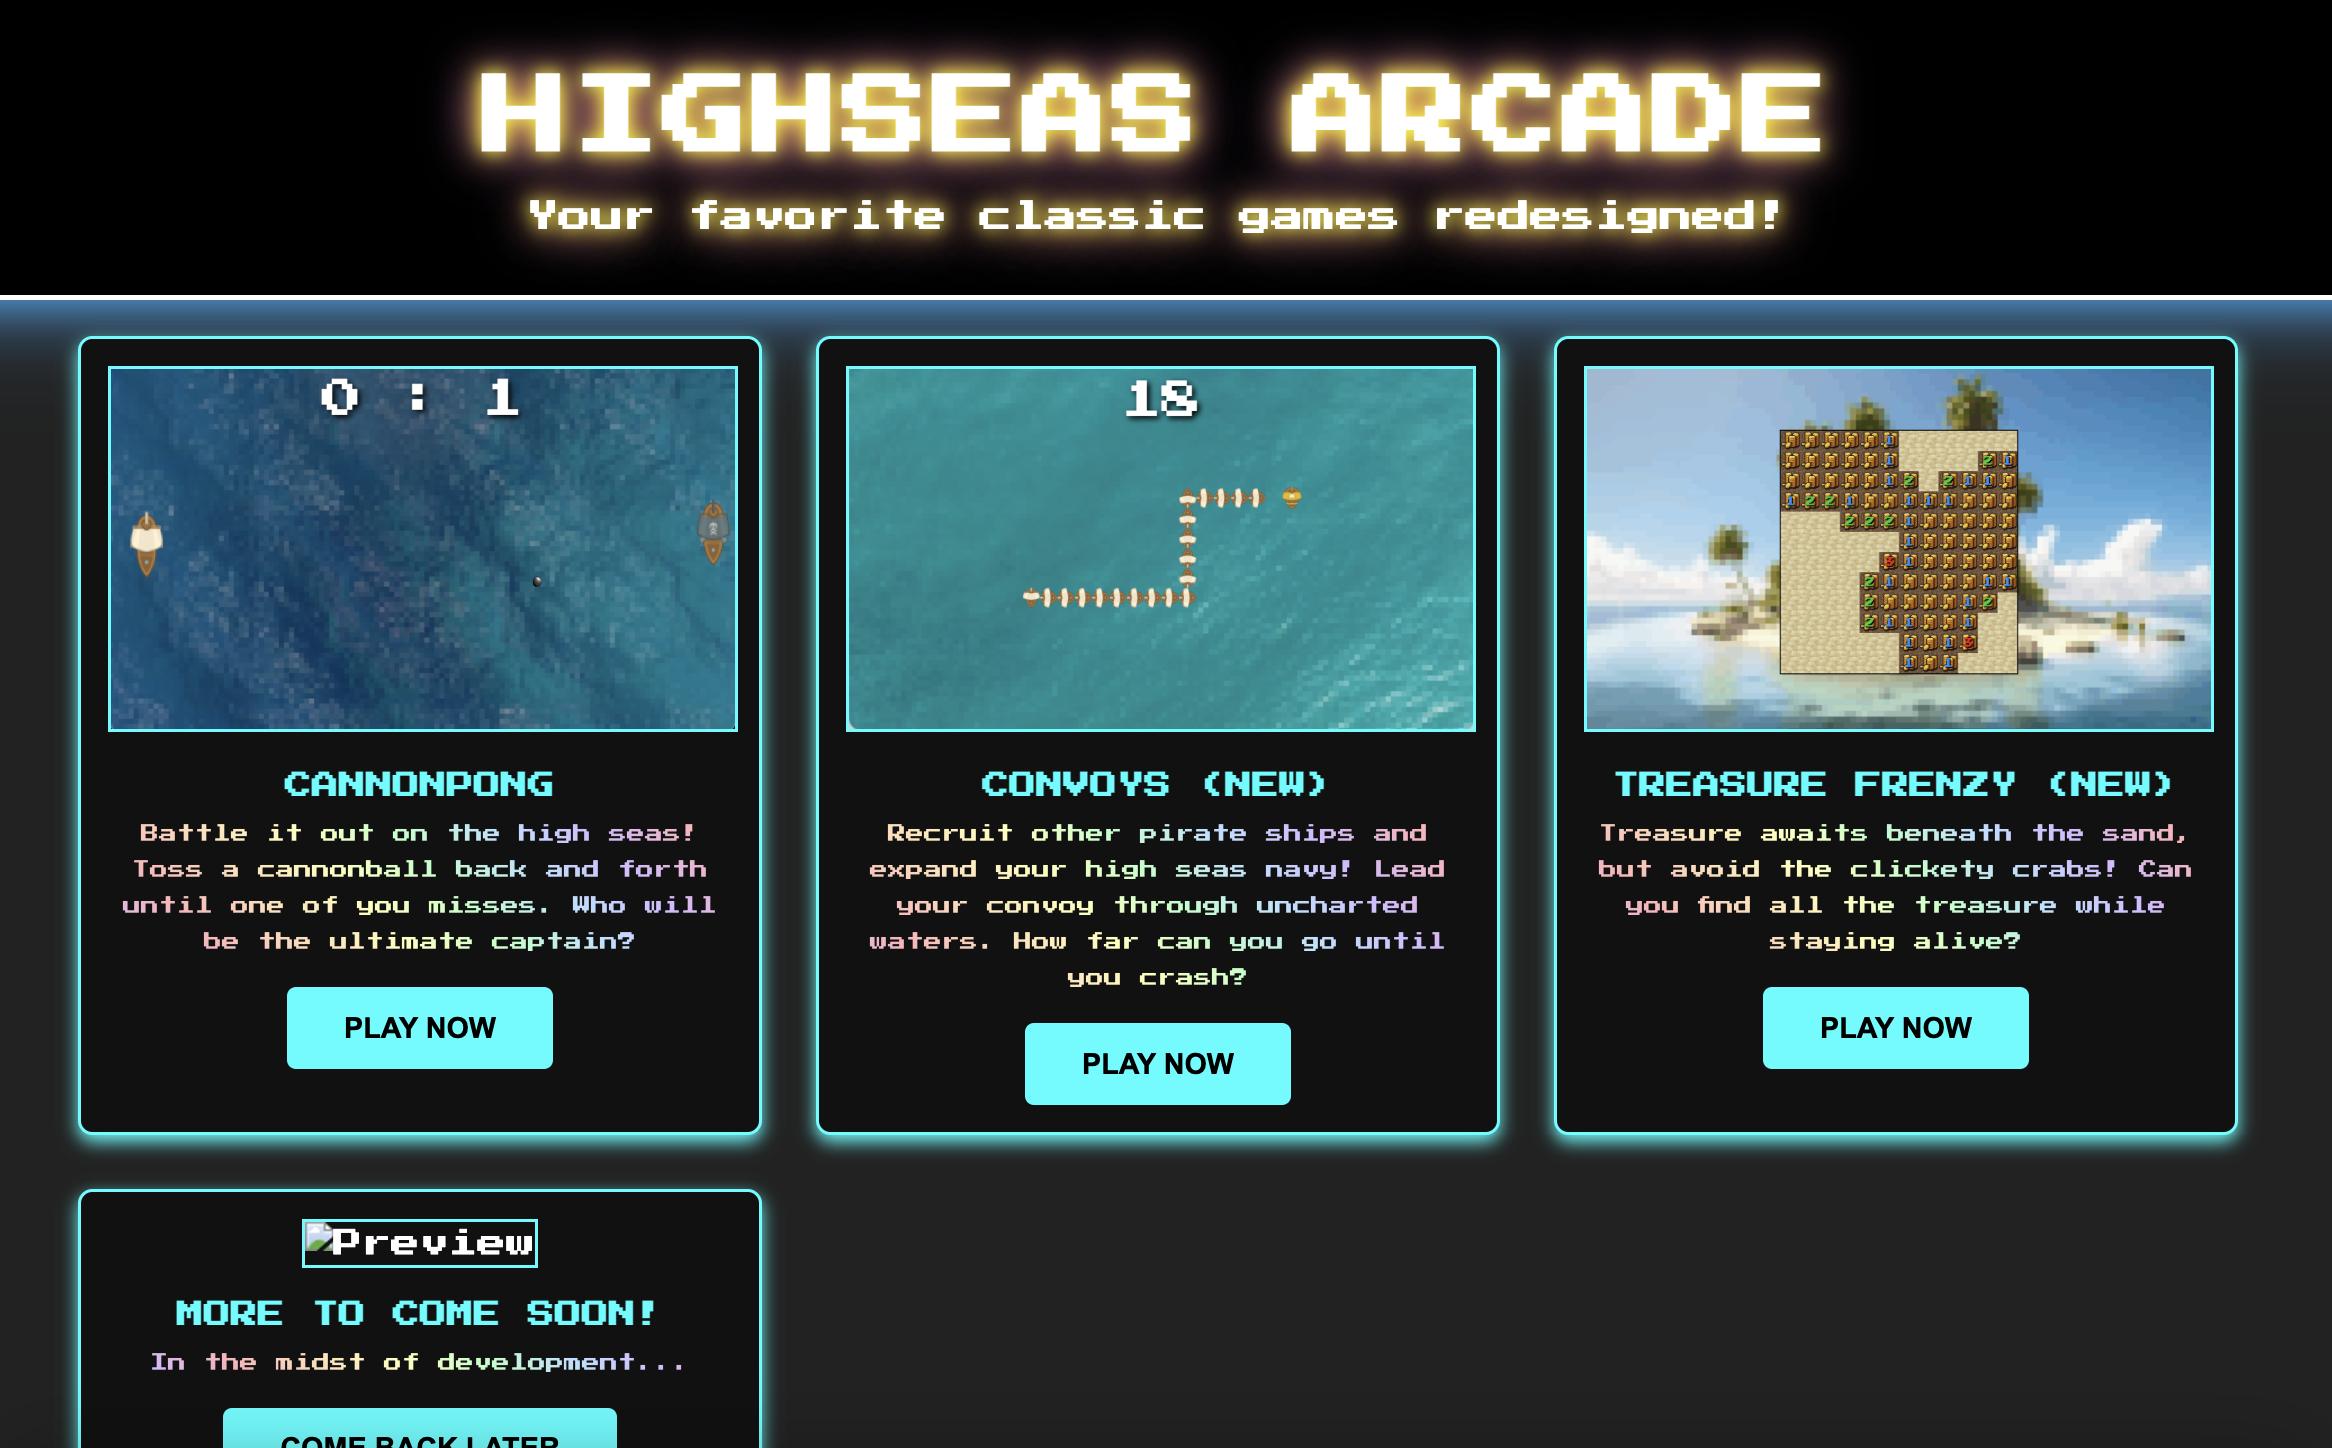 HIGHSEAS ARCADE
Your favorite classic games redesigned!
0 : 1
CANNONPONG
Battle it out on the high seas!
Toss a cannonball back and forth
until one of you misses. Who will
be the ultimate captain?
PLAY NOW
18
CONVOYS (NEW)
Recruit other pirate ships and
expand your high seas navy! Lead
your convoy through uncharted
waters. How far can you go until
you crash?
PLAY NOW
TREASURE FRENZY (NEW)
Treasure awaits beneath the sand,
but avoid the clickety crabs! Can
you find all the treasure while
staying alive?
PLAY NOW
Preview
MORE TO COME SOON!
In the midst of development...
COME BACK LATER